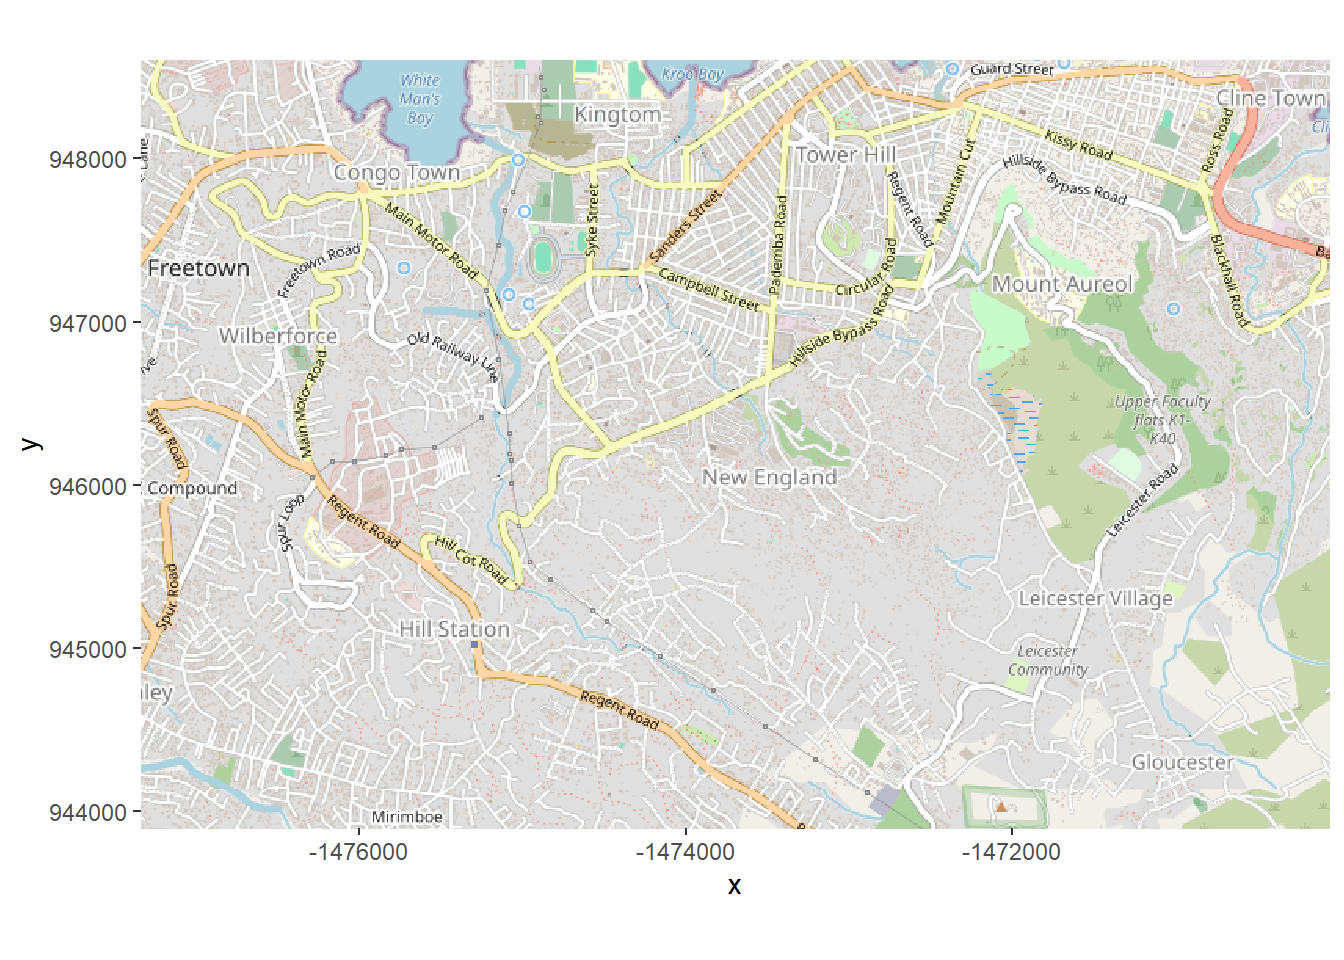 Guard Street
Kroo Bay
White
Man's
Bay
Cline Town
Kingtom
Lane
948000
Congo Town
Tower Hill
Kissy Road
Ross Road
Hillside Bypass Road
Mountain Cut
Regent Road
Main Motor Road
Syke Street
Sanders Street
Pademba Road
Freetown
Freetown Road
Campbell Street
Circular Road
Mount Aureol
Blackhall Road
Ba
947000
Wilberforce
Old Railway Line
Hillside Bypass Road
Main Motor Road
Spur Road
Upper Faculty
flats K1-
K40
946000
Compound
New England
Leicester Road
Spur Loop
Regent Road
Hill Cot Road
Spur Road
Leicester Village
Hill Station
945000
Leicester
Community
nley
Regent Road
Gloucester
944000
Mirimboe
-1476000
-1474000
-1472000
x
y